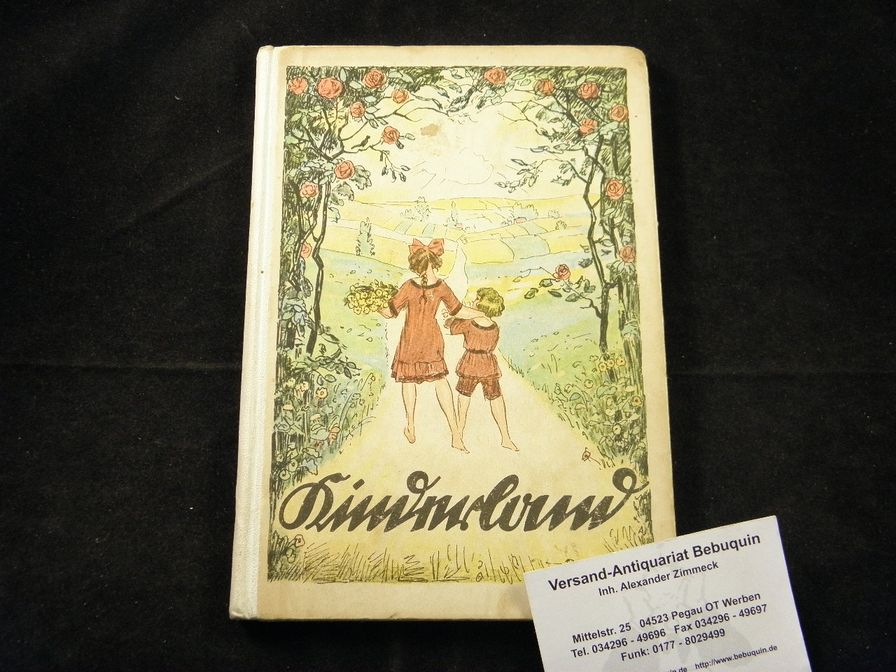 Kinderland
Versand-Antiquariat Bebuquin
Inh. Alexander Zimmeck
Mittelstr. 25 04523 Pegau OT Werben
Tel. 034296 - 49696 Fax 034296 - 49697
Funk: 0177 - 8029499
http://www.bebuquin.de